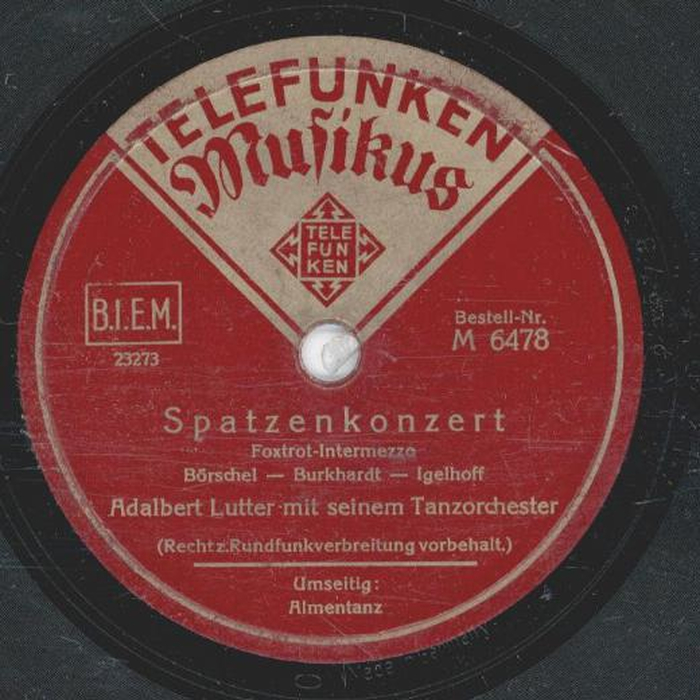 TELEFUNKEN
Musikus
TELE
FUN
KEN
B.I.E.M.
23273
Bestell-Nr.
M 6478
Spatzenkonzert
Foxtrot-Intermezzo
Börschel — Burkhardt — Igelhoff
Adalbert Lutter mit seinem Tanzorchester
(Recht z. Rundfunkverbreitung vorbehalt.)
Umseitig:
Almentanz